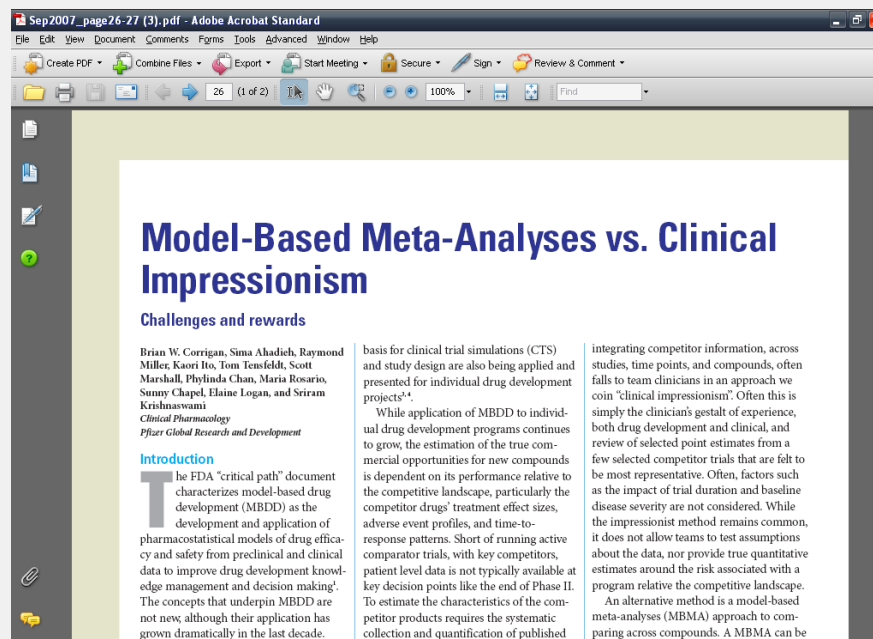 Sep2007_page26-27 (3).pdf - Adobe Acrobat Standard
File Edit View Document Comments Forms Tools Advanced Window Help
Create PDF Combine Files Export Start Meeting Secure Sign Review & Comment
26 (1 of 2) 100% Find
Model-Based Meta-Analyses vs. Clinical
Impressionism
Challenges and rewards
Brian W. Corrigan, Sima Ahadieh, Raymond
Miller, Kaori Ito, Tom Tensfeldt, Scott
Marshall, Phylinda Chan, Maria Rosario,
Sunny Chapel, Elaine Logan, and Sriram
Krishnaswami
Clinical Pharmacology
Pfizer Global Research and Development
Introduction
The FDA “critical path” document
characterizes model-based drug
development (MBDD) as the
development and application of
pharmacostatistical models of drug effica-
cy and safety from preclinical and clinical
data to improve drug development knowl-
edge management and decision making¹.
The concepts that underpin MBDD are
not new, although their application has
grown dramatically in the last decade.
basis for clinical trial simulations (CTS)
and study design are also being applied and
presented for individual drug development
projects³,⁴.
While application of MBDD to individ-
ual drug development programs continues
to grow, the estimation of the true com-
mercial opportunities for new compounds
is dependent on its performance relative to
the competitive landscape, particularly the
competitor drugs’ treatment effect sizes,
adverse event profiles, and time-to-
response patterns. Short of running active
comparator trials, with key competitors,
patient level data is not typically available at
key decision points like the end of Phase II.
To estimate the characteristics of the com-
petitor products requires the systematic
collection and quantification of published
integrating competitor information, across
studies, time points, and compounds, often
falls to team clinicians in an approach we
coin “clinical impressionism”. Often this is
simply the clinician’s gestalt of experience,
both drug development and clinical, and
review of selected point estimates from a
few selected competitor trials that are felt to
be most representative. Often, factors such
as the impact of trial duration and baseline
disease severity are not considered. While
the impressionist method remains common,
it does not allow teams to test assumptions
about the data, nor provide true quantitative
estimates around the risk associated with a
program relative the competitive landscape.
An alternative method is a model-based
meta-analyses (MBMA) approach to com-
paring across compounds. A MBMA can be